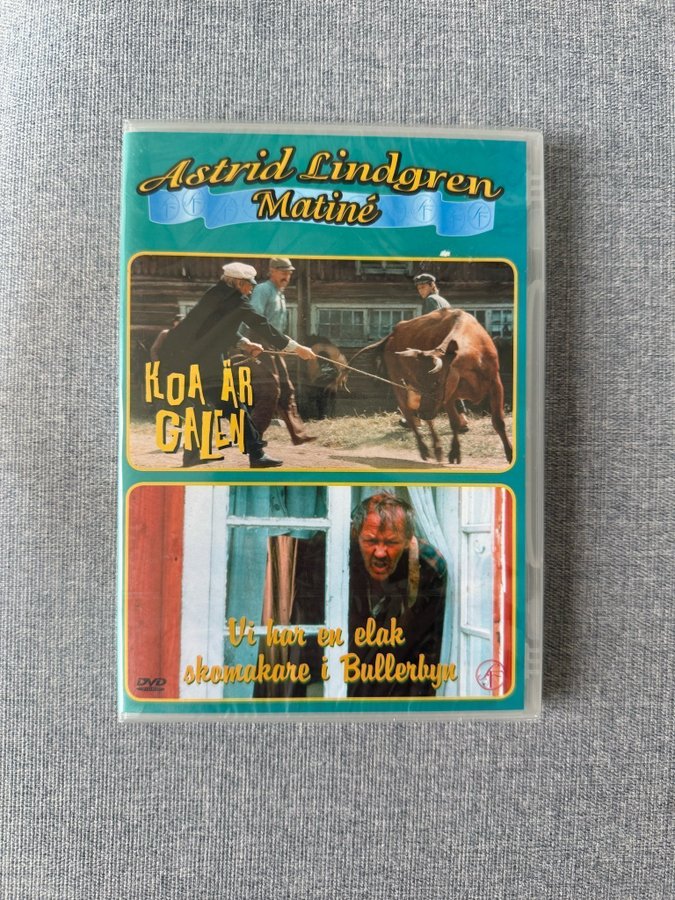 Astrid Lindgren
Matiné
KOA ÄR
GALEN
Vi har en elak
skomakare i Bullerbyn
DVD